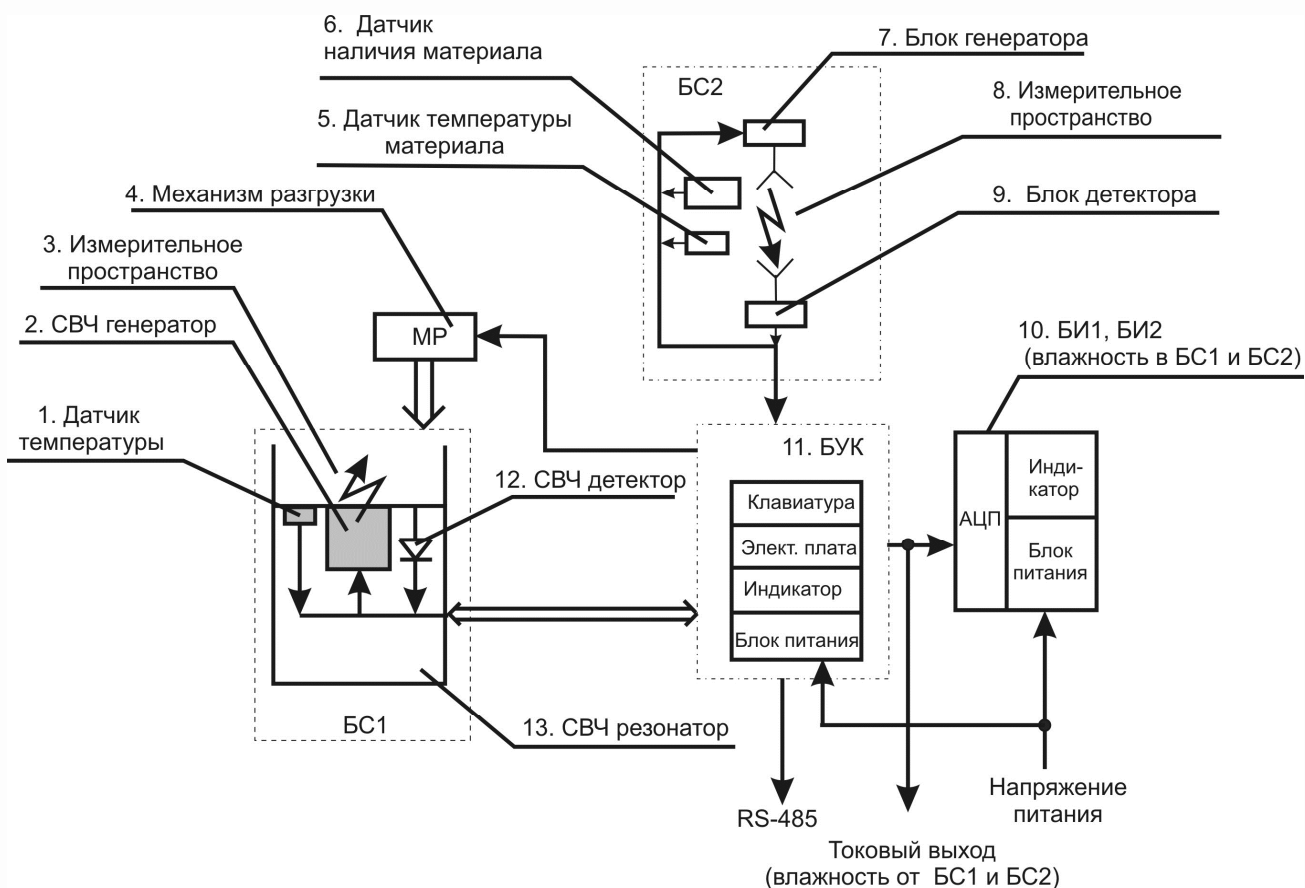 6. Датчик
наличия материала
7. Блок генератора
БС2
8. Измерительное
пространство
5. Датчик температуры
материала
4. Механизм разгрузки
9. Блок детектора
3. Измерительное
пространство
2. СВЧ генератор
МР
10. БИ1, БИ2
(влажность в БС1 и БС2)
1. Датчик
температуры
11. БУК
12. СВЧ детектор
Клавиатура
Элект. плата
Индикатор
Блок питания
АЦП
Инди-
катор
Блок
питания
БС1
13. СВЧ резонатор
RS-485
Напряжение
питания
Токовый выход
(влажность от БС1 и БС2)